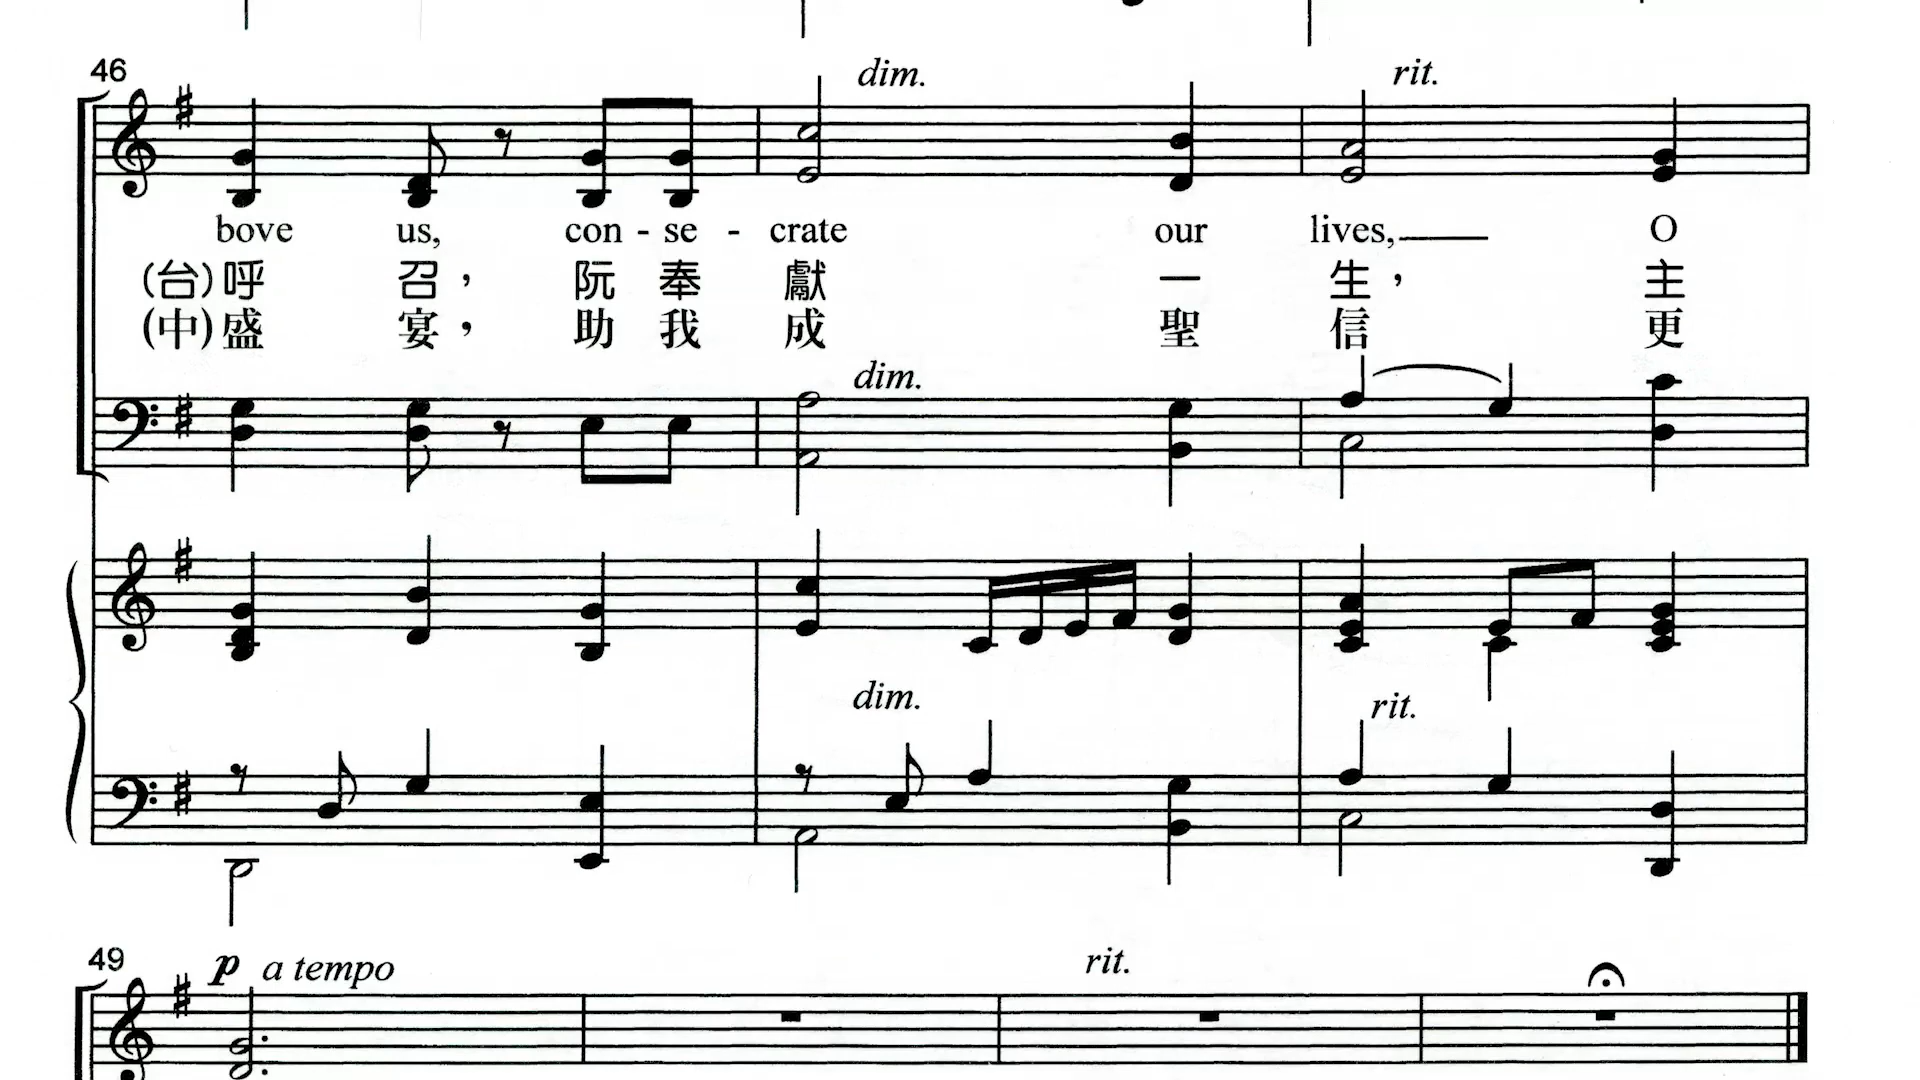 46
dim. rit.
bove us, con - se - crate our lives, O
(台)呼 召， 阮 奉 獻 一 生， 主
(中)盛 宴， 助 我 成 聖 信 更
dim.
dim.
rit.
49 p a tempo rit.